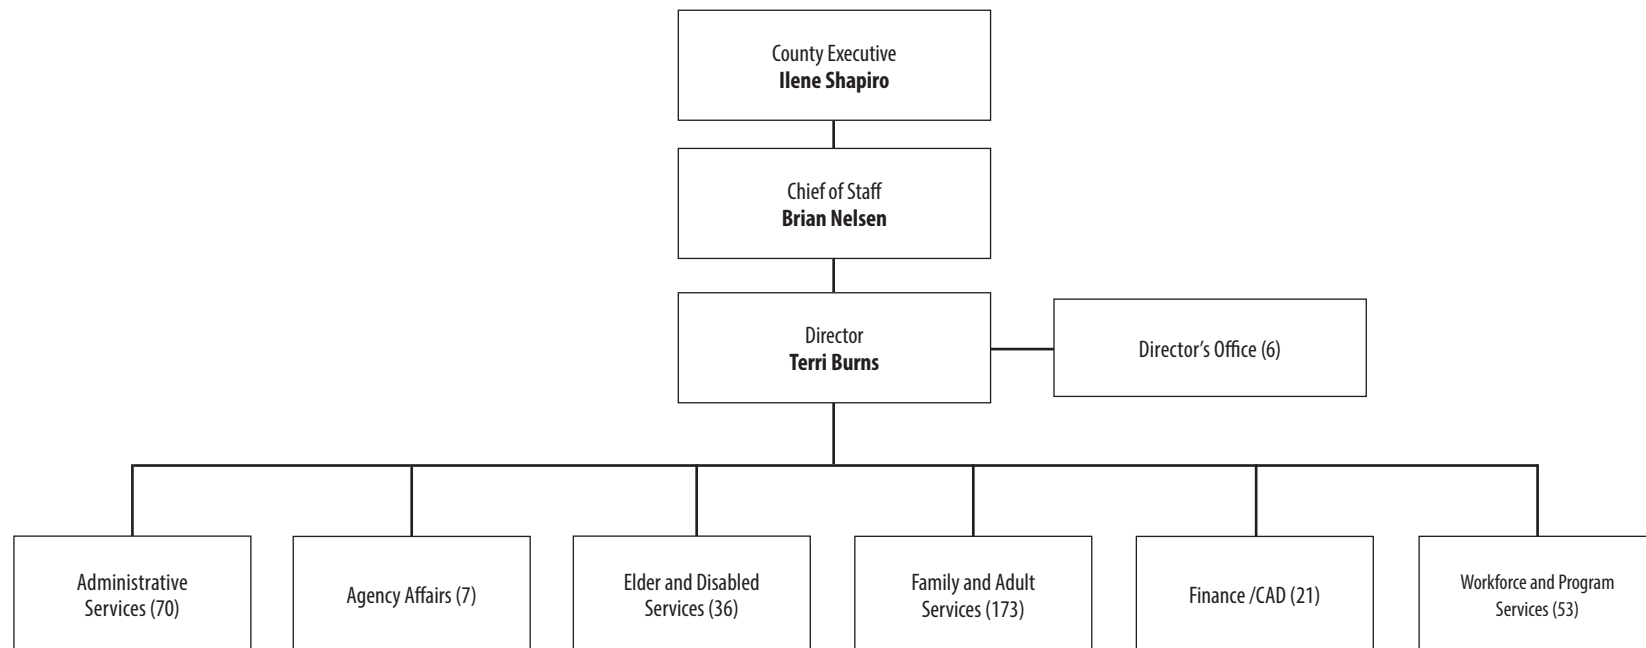 County Executive
Ilene Shapiro
Chief of Staff
Brian Nelsen
Director
Terri Burns
Director’s Office (6)
Administrative
Services (70)
Agency Affairs (7)
Elder and Disabled
Services (36)
Family and Adult
Services (173)
Finance /CAD (21)
Workforce and Program
Services (53)